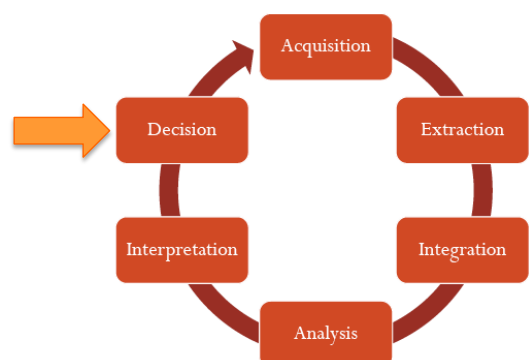 Acquisition
Extraction
Integration
Analysis
Interpretation
Decision